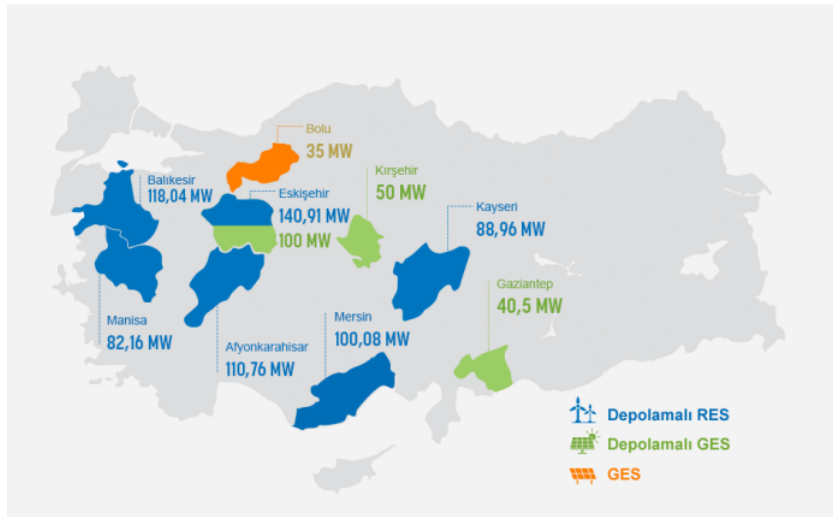 Bolu
35 MW
Balıkesir
118,04 MW
Eskişehir
140,91 MW
100 MW
Kırşehir
50 MW
Kayseri
88,96 MW
Gaziantep
40,5 MW
Manisa
82,16 MW
Afyonkarahisar
110,76 MW
Mersin
100,08 MW
Depolamalı RES
Depolamalı GES
GES